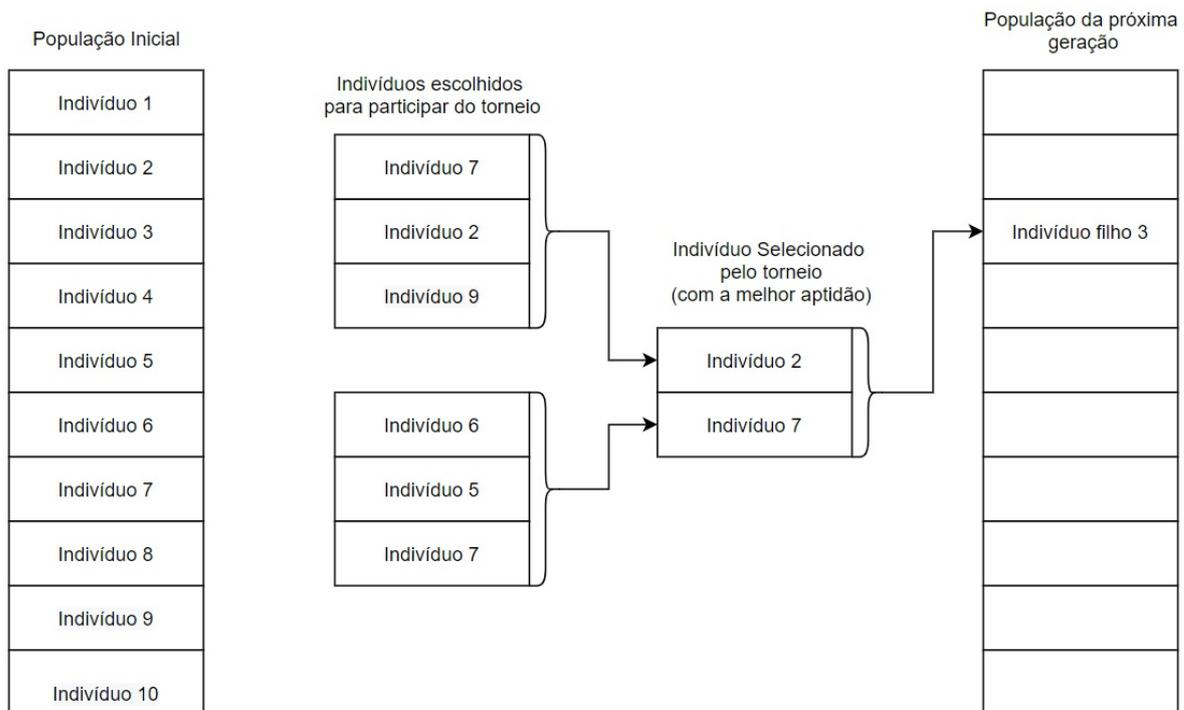 População Inicial
Indivíduo 1
Indivíduo 2
Indivíduo 3
Indivíduo 4
Indivíduo 5
Indivíduo 6
Indivíduo 7
Indivíduo 8
Indivíduo 9
Indivíduo 10
Indivíduos escolhidos
para participar do torneio
Indivíduo 7
Indivíduo 2
Indivíduo 9
Indivíduo 6
Indivíduo 5
Indivíduo 7
Indivíduo Selecionado
pelo torneio
(com a melhor aptidão)
Indivíduo 2
Indivíduo 7
População da próxima
geração
Indivíduo filho 3